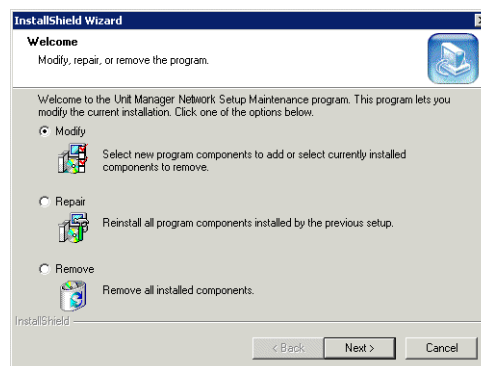 InstallShield Wizard
Welcome
Modify, repair, or remove the program.
Welcome to the Unit Manager Network Setup Maintenance program. This program lets you
modify the current installation. Click one of the options below.
Modify
Select new program components to add or select currently installed
components to remove.
Repair
Reinstall all program components installed by the previous setup.
Remove
Remove all installed components.
InstallShield
< Back Next > Cancel